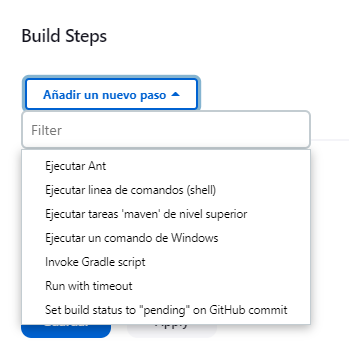 Build Steps
Añadir un nuevo paso
Filter
Ejecutar Ant
Ejecutar linea de comandos (shell)
Ejecutar tareas 'maven' de nivel superior
Ejecutar un comando de Windows
Invoke Gradle script
Run with timeout
Set build status to "pending" on GitHub commit
Apply